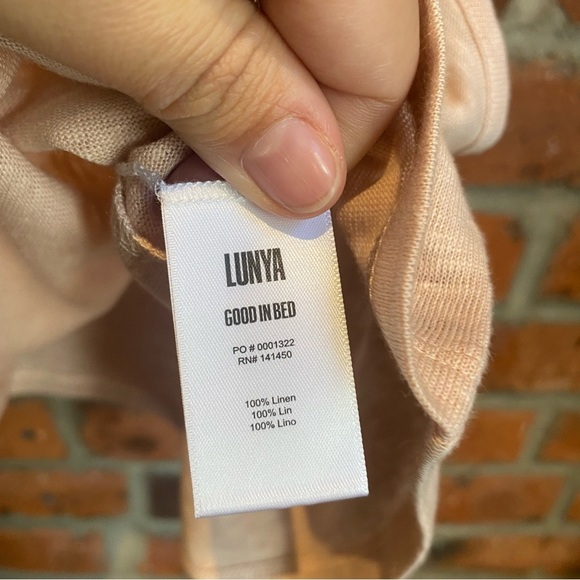 LUNYA
GOOD IN BED
PO # 0001322
RN# 141450
100% Linen
100% Lin
100% Lino